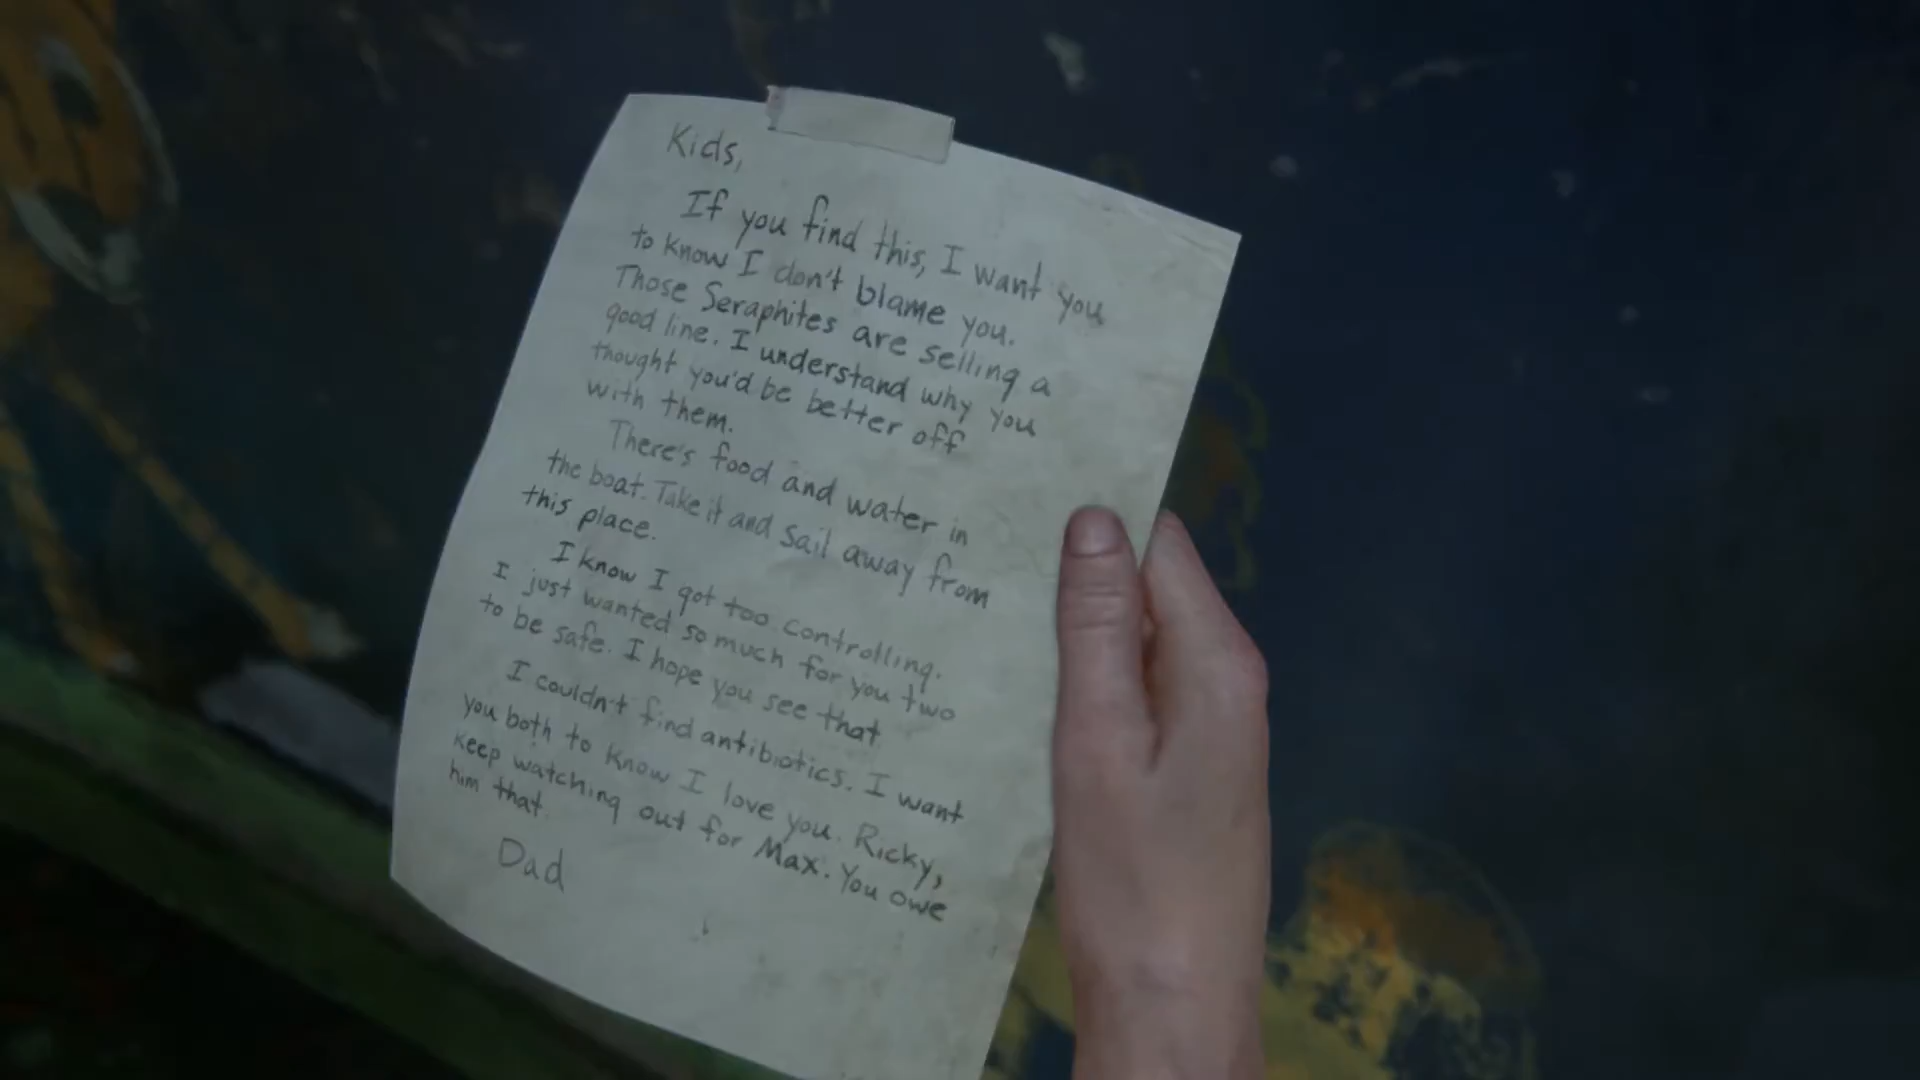 Kids,
If you find this, I want you
to know I don't blame you.
Those Seraphites are selling a
good line. I understand why you
thought you'd be better off
with them.
There's food and water in
the boat. Take it and sail away from
this place.
I know I got too controlling.
I just wanted so much for you two
to be safe. I hope you see that
I couldn't find antibiotics. I want
you both to know I love you. Ricky,
keep watching out for Max. You owe
him that.
Dad